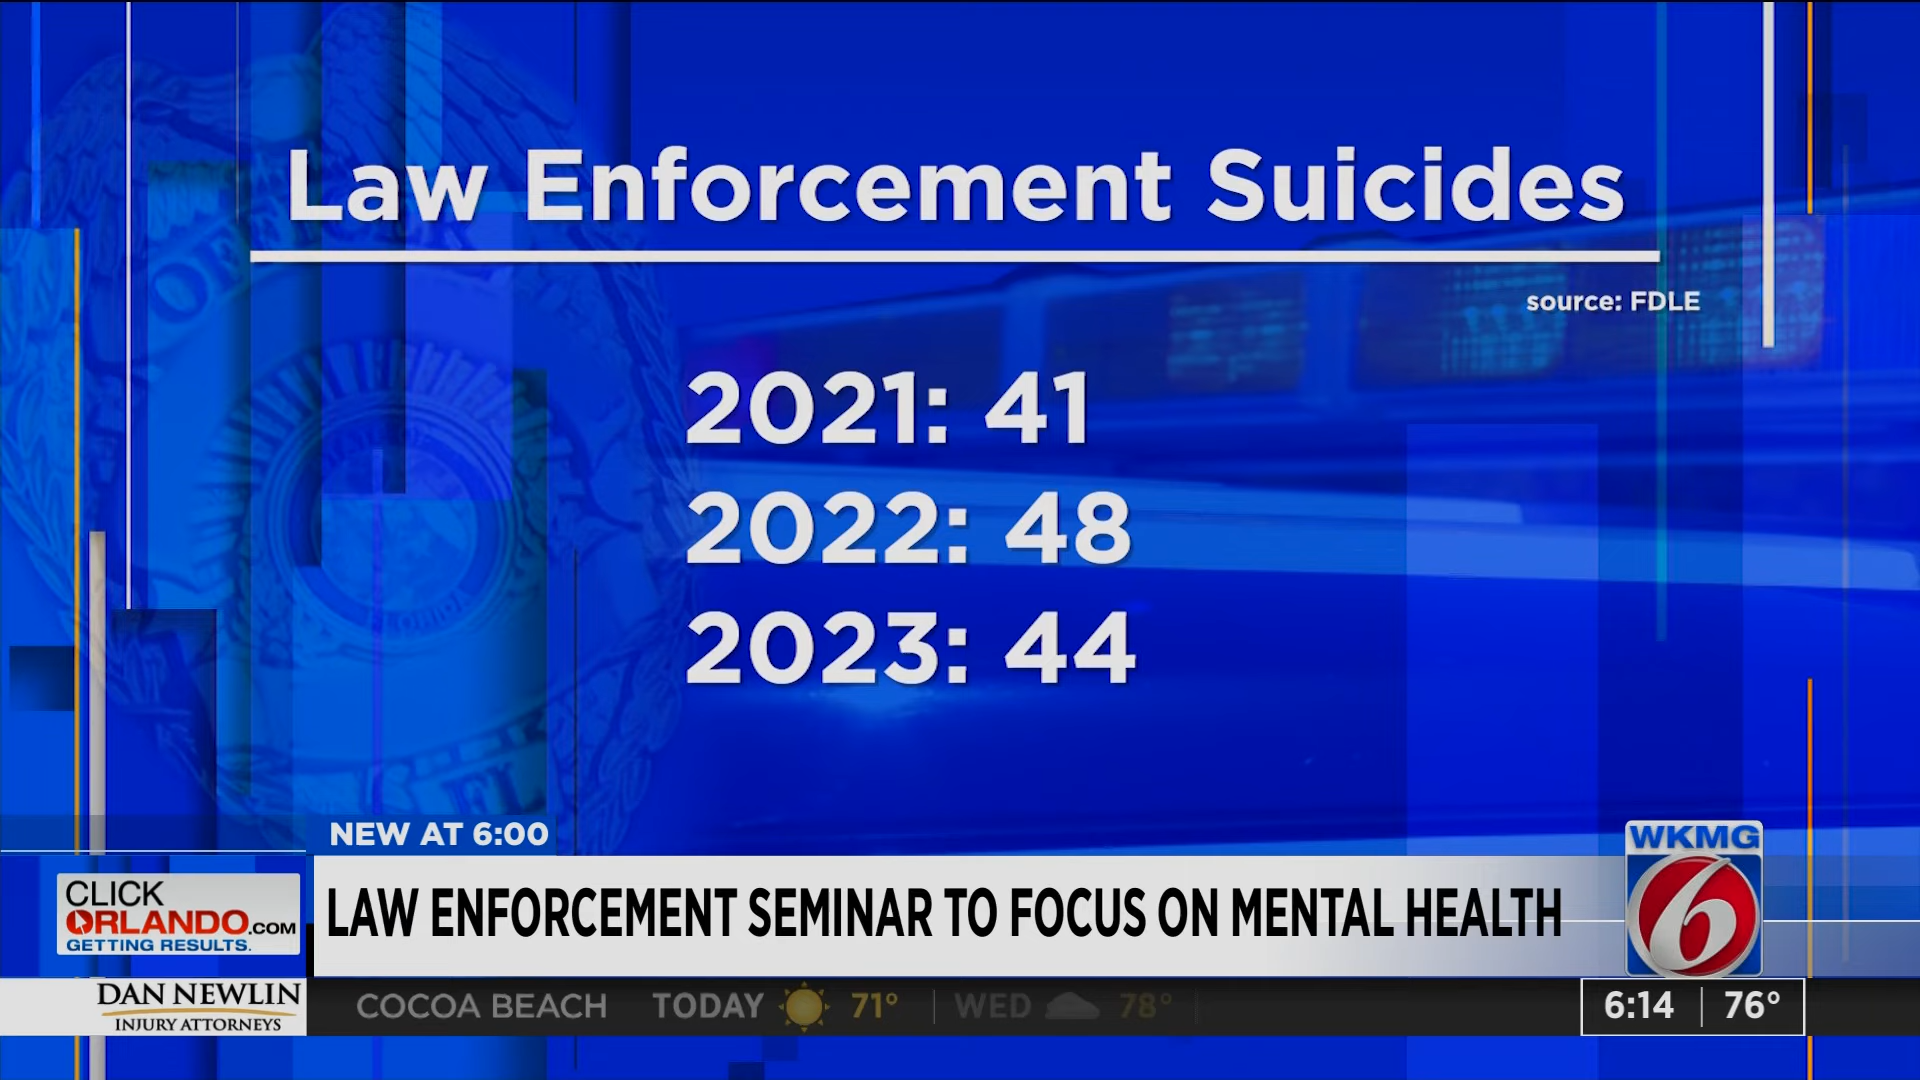 Law Enforcement Suicides
source: FDLE
2021: 41
2022: 48
2023: 44
NEW AT 6:00
LAW ENFORCEMENT SEMINAR TO FOCUS ON MENTAL HEALTH
WKMG
6
CLICK
ORLANDO.COM
GETTING RESULTS.
DAN NEWLIN
INJURY ATTORNEYS
COCOA BEACH TODAY 71° WED 78°
6:14 76°
FLORIDA